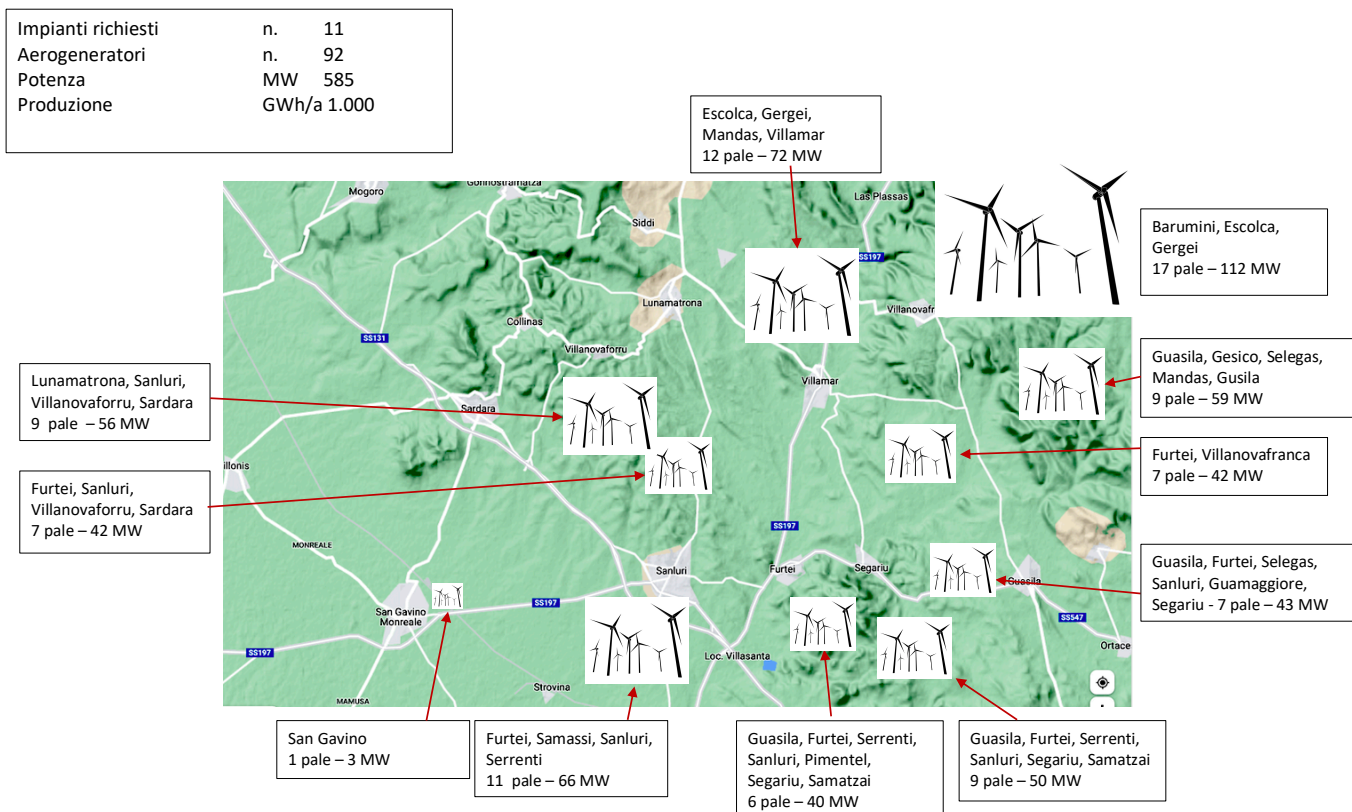 Impianti richiesti n. 11
Aerogeneratori n. 92
Potenza MW 585
Produzione GWh/a 1.000
Escolca, Gergei,
Mandas, Villamar
12 pale – 72 MW
Barumini, Escolca,
Gergei
17 pale – 112 MW
Guasila, Gesico, Selegas,
Mandas, Gusila
9 pale – 59 MW
Furtei, Villanovafranca
7 pale – 42 MW
Guasila, Furtei, Selegas,
Sanluri, Guamaggiore,
Segariu - 7 pale – 43 MW
Lunamatrona, Sanluri,
Villanovaforru, Sardara
9 pale – 56 MW
Furtei, Sanluri,
Villanovaforru, Sardara
7 pale – 42 MW
San Gavino
1 pale – 3 MW
Furtei, Samassi, Sanluri,
Serrenti
11 pale – 66 MW
Guasila, Furtei, Serrenti,
Sanluri, Pimentel,
Segariu, Samatzai
6 pale – 40 MW
Guasila, Furtei, Serrenti,
Sanluri, Segariu, Samatzai
9 pale – 50 MW
Mogoro
Gonnostramatza
Las Plassas
Siddi
SS197
Lunamatrona
Villanovafr
Collinas
SS131
Villanovaforru
Villamar
Sardara
illonis
SS197
MONREALE
Sanluri
Furtei
Segariu
Guasila
San Gavino
Monreale
SS197
SS547
Ortace
SS197
Loc. Villasanta
Strovina
MAMUSA